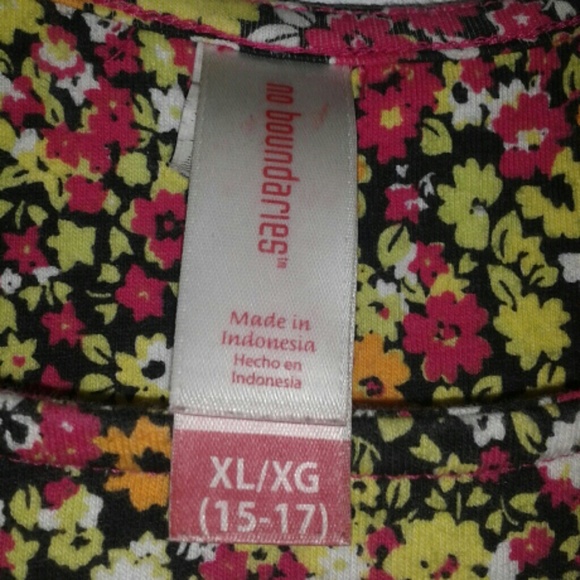 no boundaries™
Made in
Indonesia
Hecho en
Indonesia
XL/XG
(15-17)